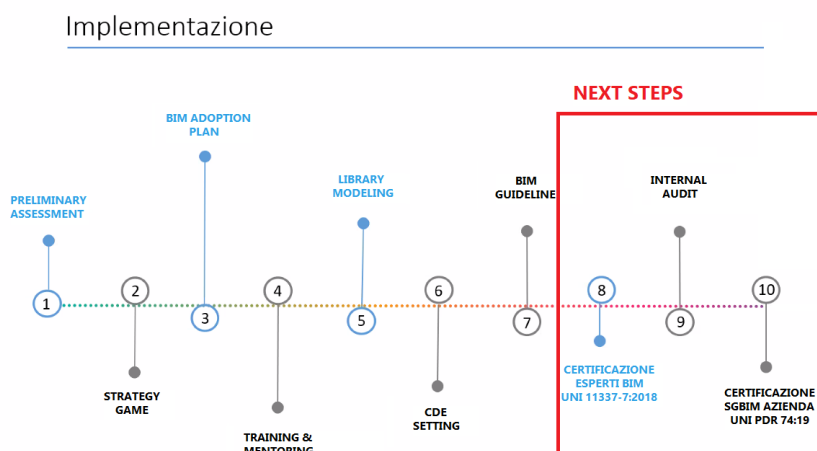 Implementazione
NEXT STEPS
BIM ADOPTION
PLAN
PRELIMINARY
ASSESSMENT
LIBRARY
MODELING
BIM
GUIDELINE
INTERNAL
AUDIT
1
2
3
4
5
6
7
8
9
10
STRATEGY
GAME
TRAINING &
MENTORING
CDE
SETTING
CERTIFICAZIONE
ESPERTI BIM
UNI 11337-7:2018
CERTIFICAZIONE
SGBIM AZIENDA
UNI PDR 74:19